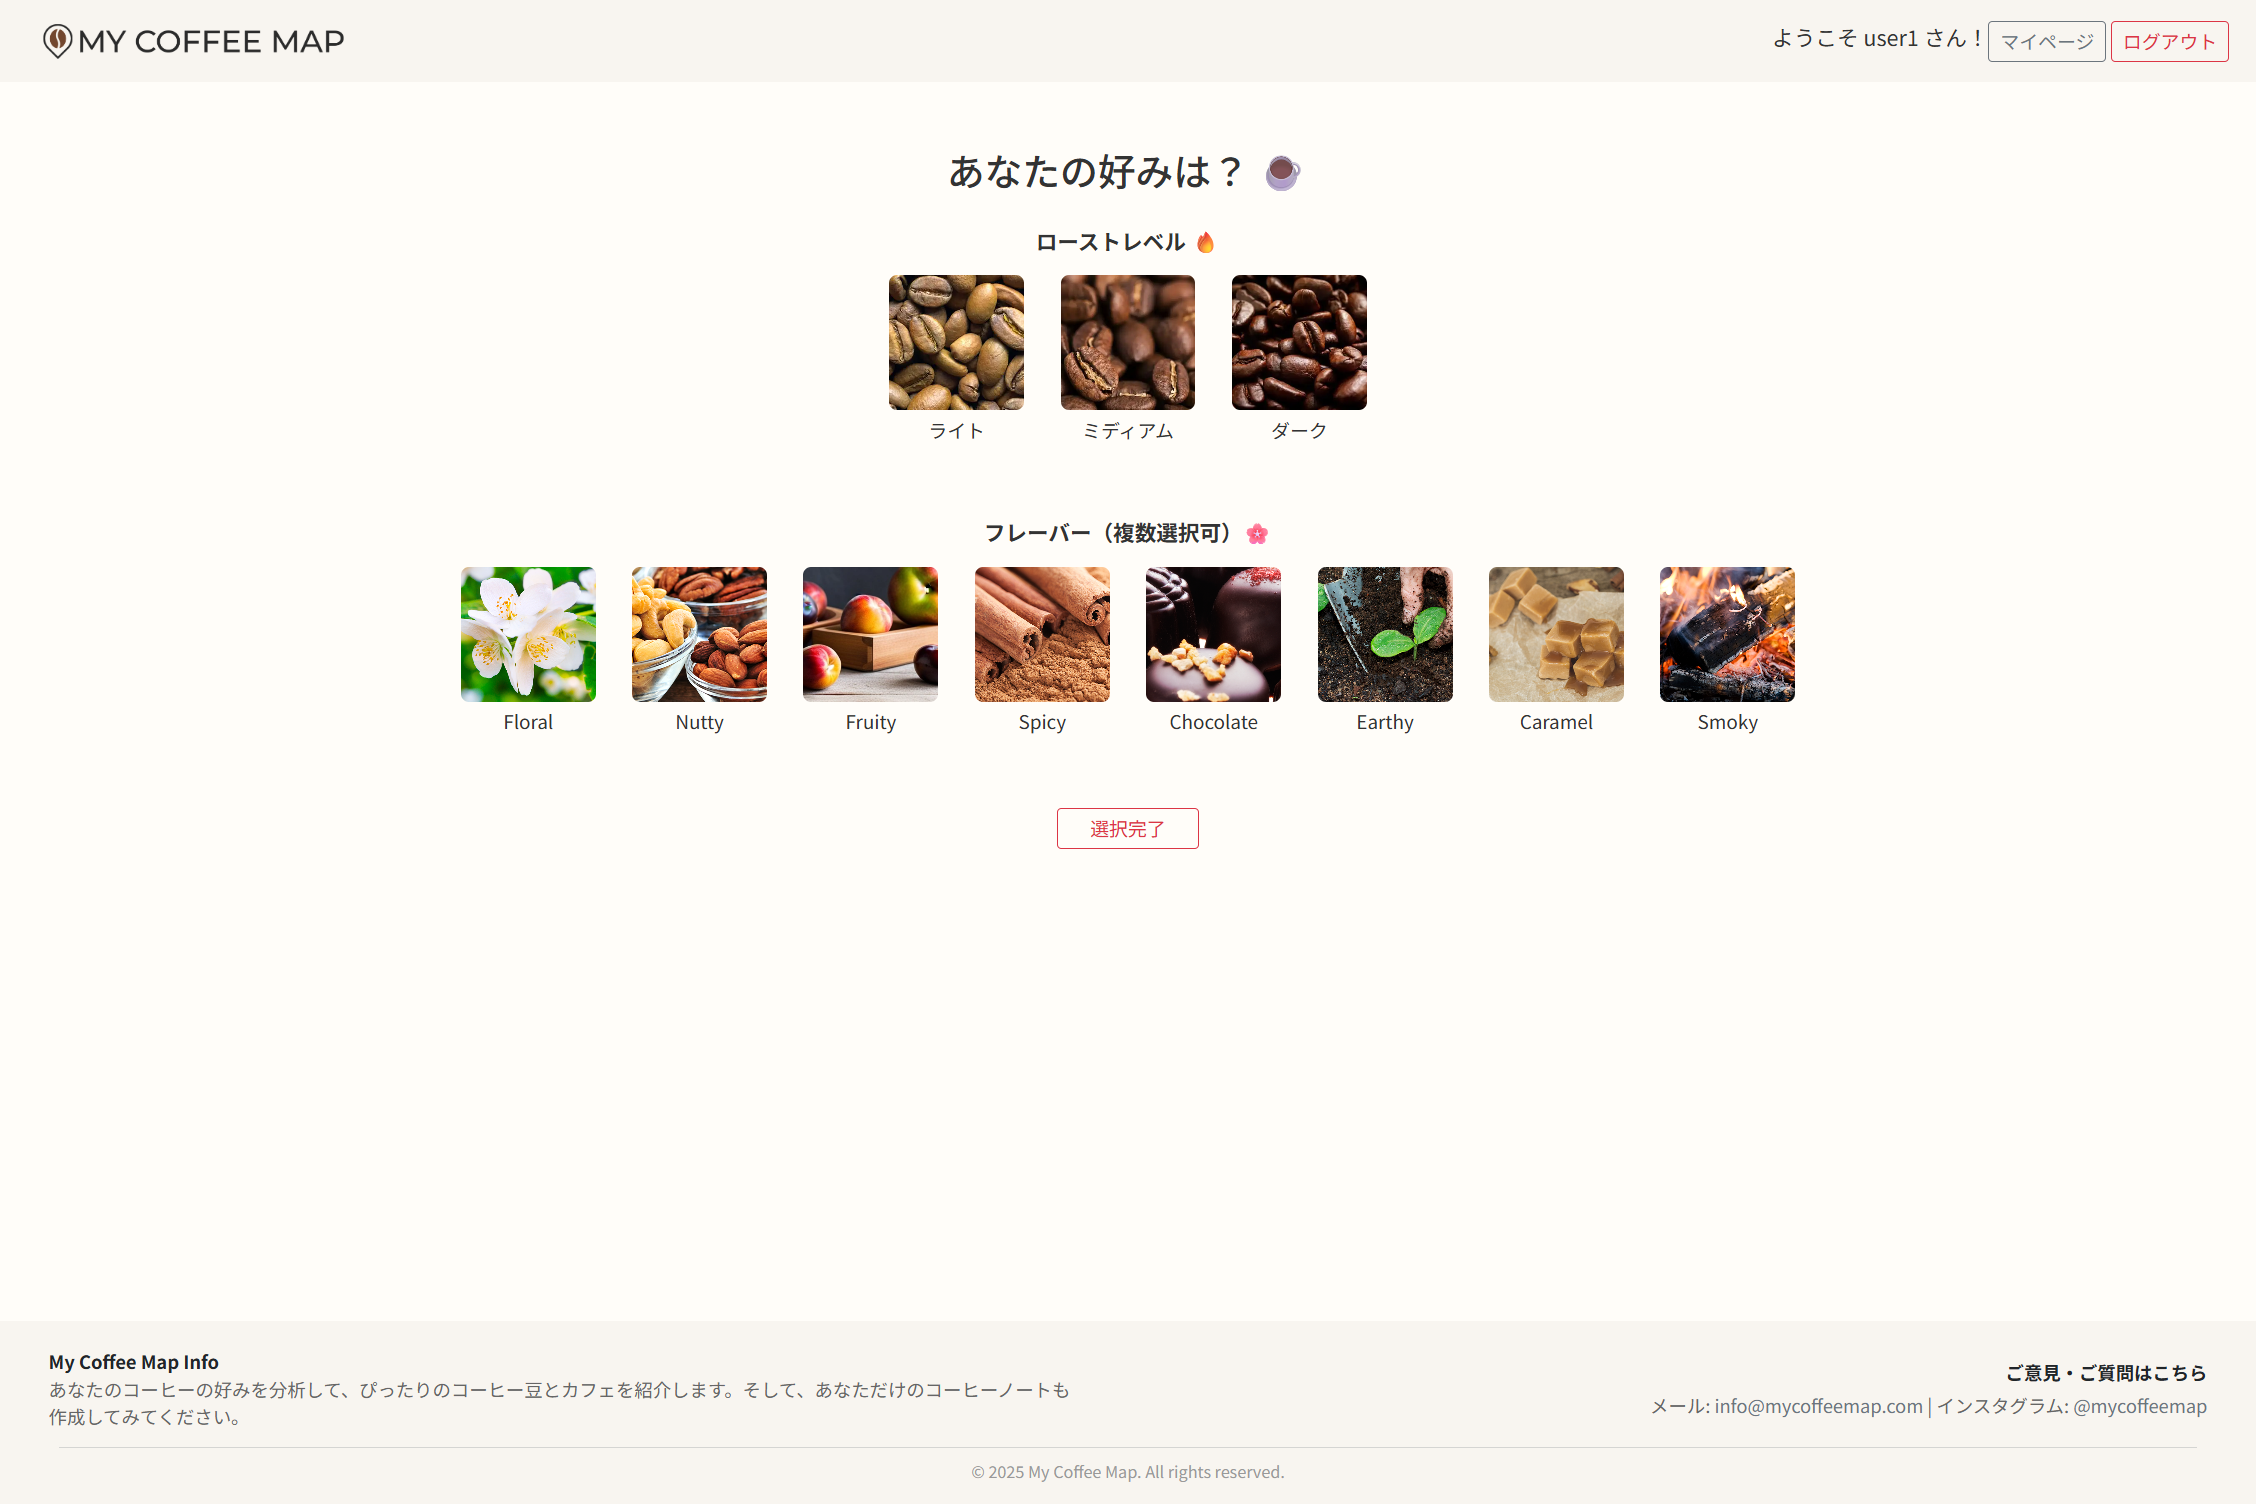 MY COFFEE MAP
ようこそ user1 さん！ マイページ ログアウト
あなたの好みは？
ローストレベル
ライト ミディアム ダーク
フレーバー（複数選択可）
Floral Nutty Fruity Spicy Chocolate Earthy Caramel Smoky
選択完了
My Coffee Map Info
あなたのコーヒーの好みを分析して、ぴったりのコーヒー豆とカフェを紹介します。そして、あなただけのコーヒーノートも
作成してみてください。
ご意見・ご質問はこちら
メール: info@mycoffeemap.com | インスタグラム: @mycoffeemap
© 2025 My Coffee Map. All rights reserved.